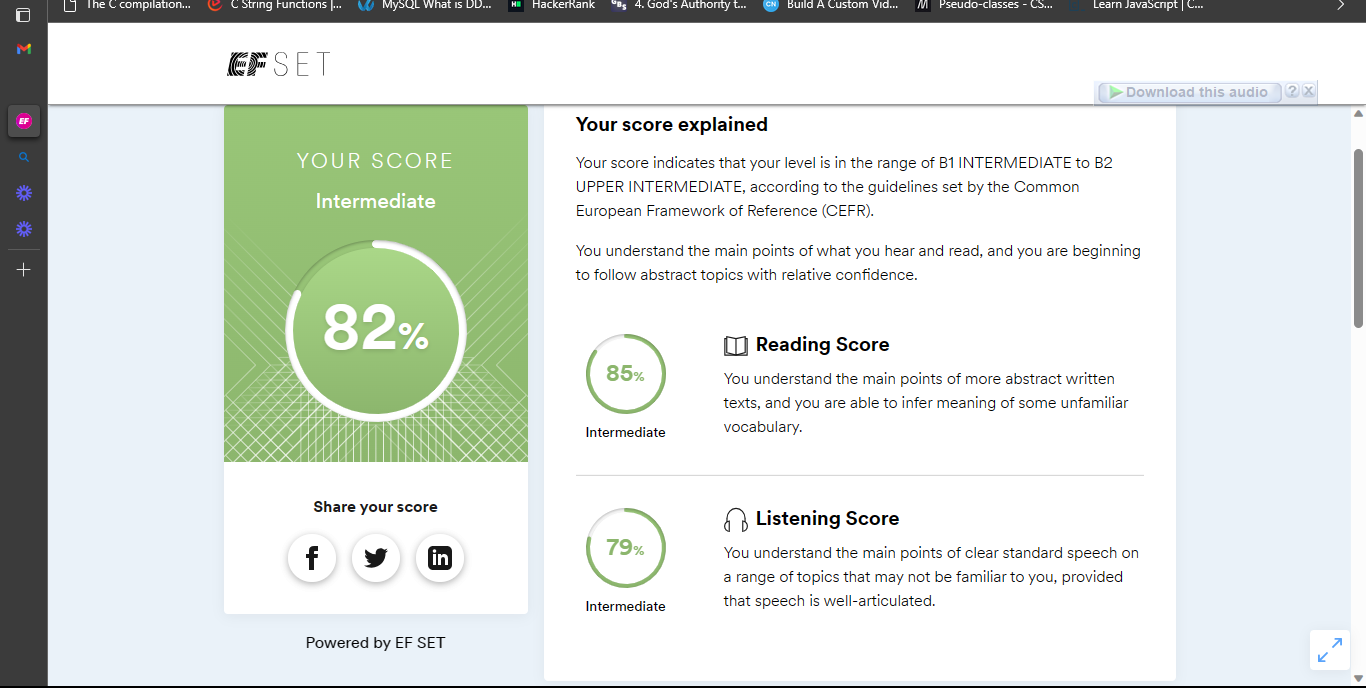 The C compilation...
C String Functions |...
MySQL What is DD...
HackerRank
4. God's Authority t...
Build A Custom Vid...
Pseudo-classes - CS...
Learn JavaScript | C...
EF SET
Download this audio ? X
YOUR SCORE
Intermediate
82%
Share your score
Powered by EF SET
Your score explained
Your score indicates that your level is in the range of B1 INTERMEDIATE to B2
UPPER INTERMEDIATE, according to the guidelines set by the Common
European Framework of Reference (CEFR).
You understand the main points of what you hear and read, and you are beginning
to follow abstract topics with relative confidence.
85%
Intermediate
Reading Score
You understand the main points of more abstract written
texts, and you are able to infer meaning of some unfamiliar
vocabulary.
79%
Intermediate
Listening Score
You understand the main points of clear standard speech on
a range of topics that may not be familiar to you, provided
that speech is well-articulated.